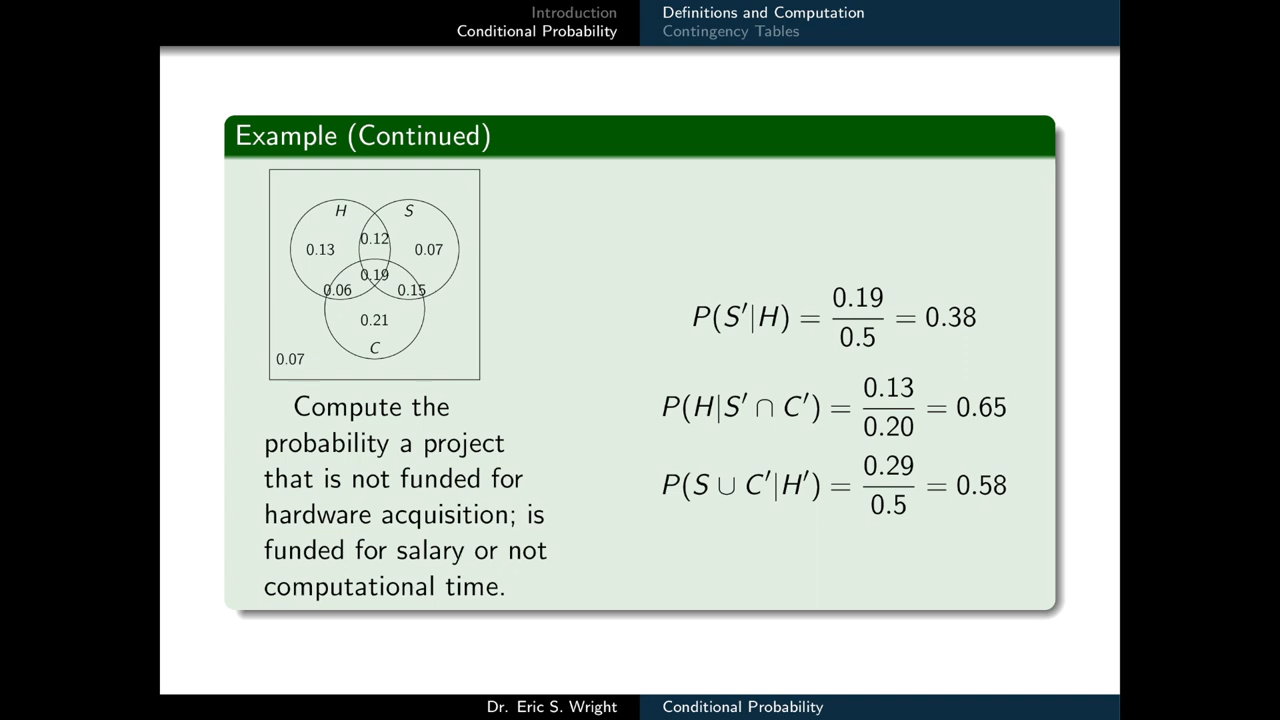 Introduction
Conditional Probability
Definitions and Computation
Contingency Tables
Example (Continued)
H S
0.12
0.13 0.07
0.19
0.06 0.15
0.21
C
0.07
Compute the
probability a project
that is not funded for
hardware acquisition; is
funded for salary or not
computational time.
P(S′|H) = 0.19/0.5 = 0.38
P(H|S′ ∩ C′) = 0.13/0.20 = 0.65
P(S ∪ C′|H′) = 0.29/0.5 = 0.58
Dr. Eric S. Wright
Conditional Probability